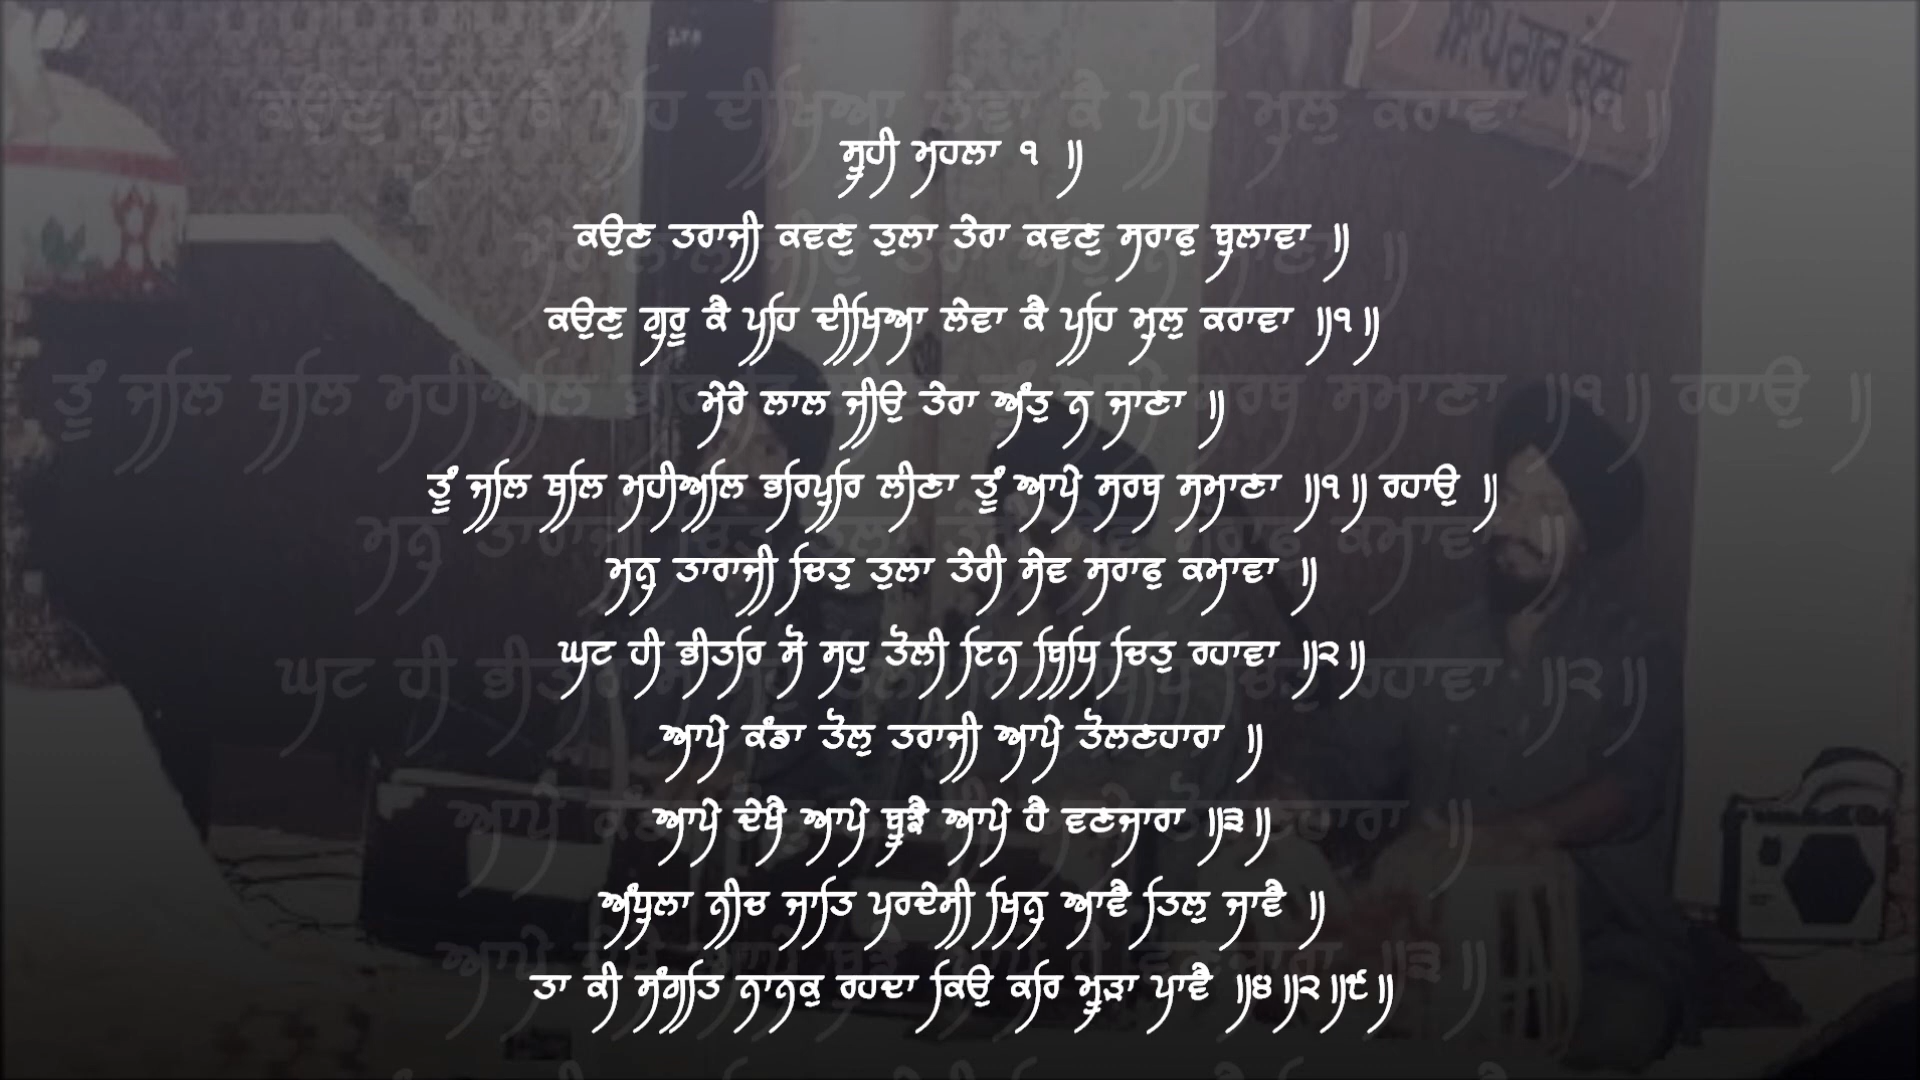 ਸੂਹੀ ਮਹਲਾ ੧ ॥
ਕਉਣ ਤਰਾਜੀ ਕਵਣੁ ਤੁਲਾ ਤੇਰਾ ਕਵਣੁ ਸਰਾਫੁ ਬੁਲਾਵਾ ॥
ਕਉਣੁ ਗੁਰੂ ਕੈ ਪਹਿ ਦੀਖਿਆ ਲੇਵਾ ਕੈ ਪਹਿ ਮੁਲੁ ਕਰਾਵਾ ॥੧॥
ਮੇਰੇ ਲਾਲ ਜੀਉ ਤੇਰਾ ਅੰਤੁ ਨ ਜਾਣਾ ॥
ਤੂੰ ਜਲਿ ਥਲਿ ਮਹੀਅਲਿ ਭਰਿਪੁਰਿ ਲੀਣਾ ਤੂੰ ਆਪੇ ਸਰਬ ਸਮਾਣਾ ॥੧॥ ਰਹਾਉ ॥
ਮਨੁ ਤਾਰਾਜੀ ਚਿਤੁ ਤੁਲਾ ਤੇਰੀ ਸੇਵ ਸਰਾਫੁ ਕਮਾਵਾ ॥
ਘਟ ਹੀ ਭੀਤਰਿ ਸੋ ਸਹੁ ਤੋਲੀ ਇਨ ਬਿਧਿ ਚਿਤੁ ਰਹਾਵਾ ॥੨॥
ਆਪੇ ਕੰਡਾ ਤੋਲੁ ਤਰਾਜੀ ਆਪੇ ਤੋਲਣਹਾਰਾ ॥
ਆਪੇ ਦੇਖੈ ਆਪੇ ਬੂਝੈ ਆਪੇ ਹੈ ਵਣਜਾਰਾ ॥੩॥
ਅੰਧੁਲਾ ਨੀਚ ਜਾਤਿ ਪਰਦੇਸੀ ਖਿਨੁ ਆਵੈ ਤਿਲੁ ਜਾਵੈ ॥
ਤਾ ਕੀ ਸੰਗਤਿ ਨਾਨਕੁ ਰਹਦਾ ਕਿਉ ਕਰਿ ਮੂੜਾ ਪਾਵੈ ॥੪॥੨॥੯॥